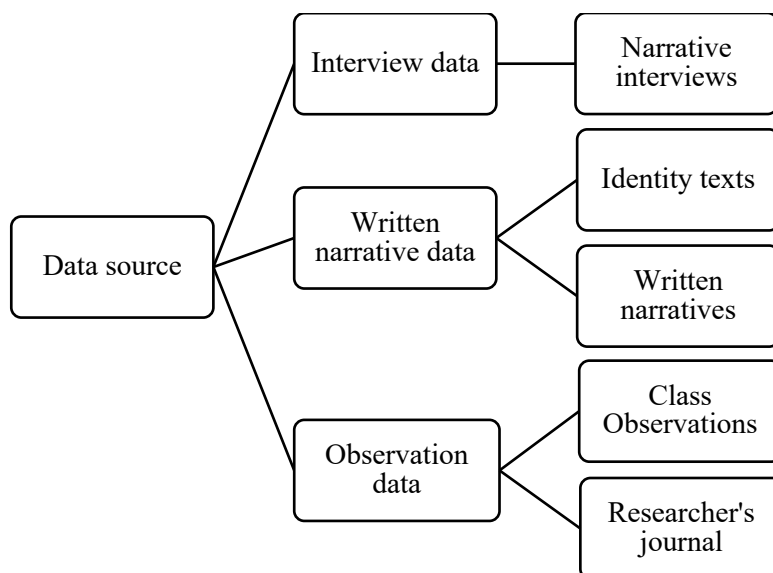 Data source
Interview data
Narrative
interviews
Written
narrative data
Identity texts
Written
narratives
Observation
data
Class
Observations
Researcher's
journal